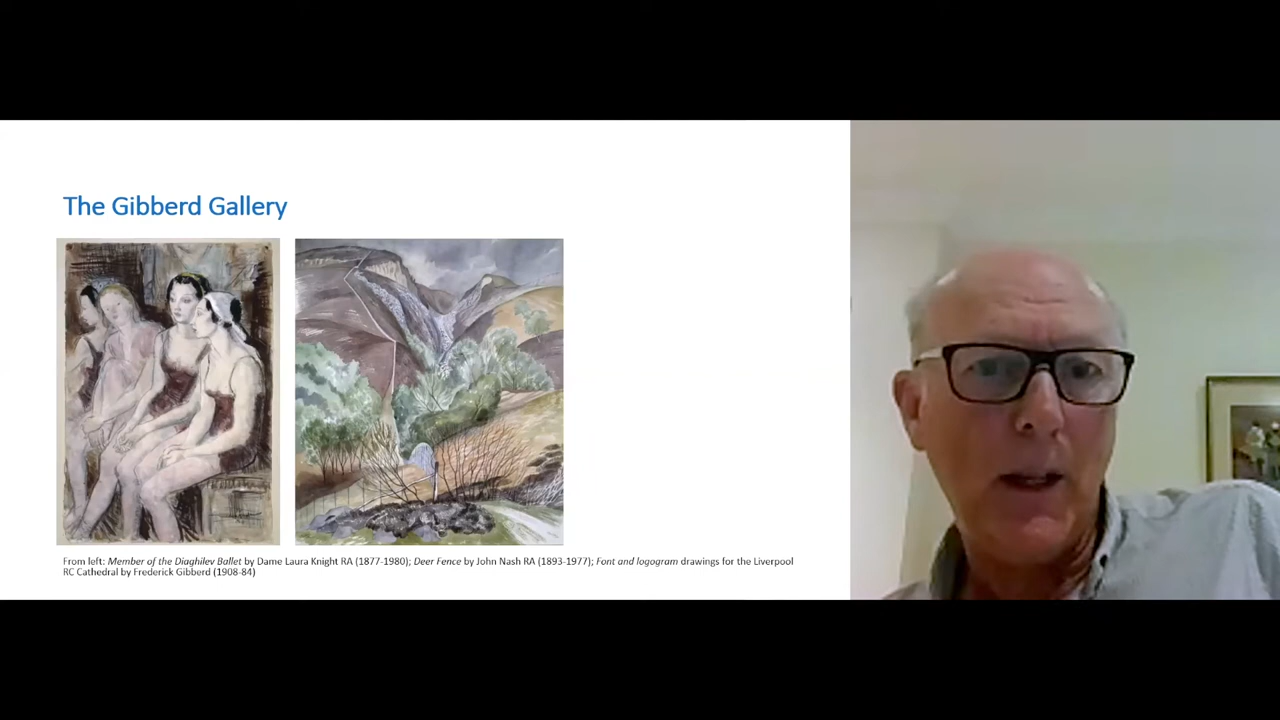 The Gibberd Gallery
From left: Member of the Diaghilev Ballet by Dame Laura Knight RA (1877-1980); Deer Fence by John Nash RA (1893-1977); Font and logogram drawings for the Liverpool
RC Cathedral by Frederick Gibberd (1908-84)